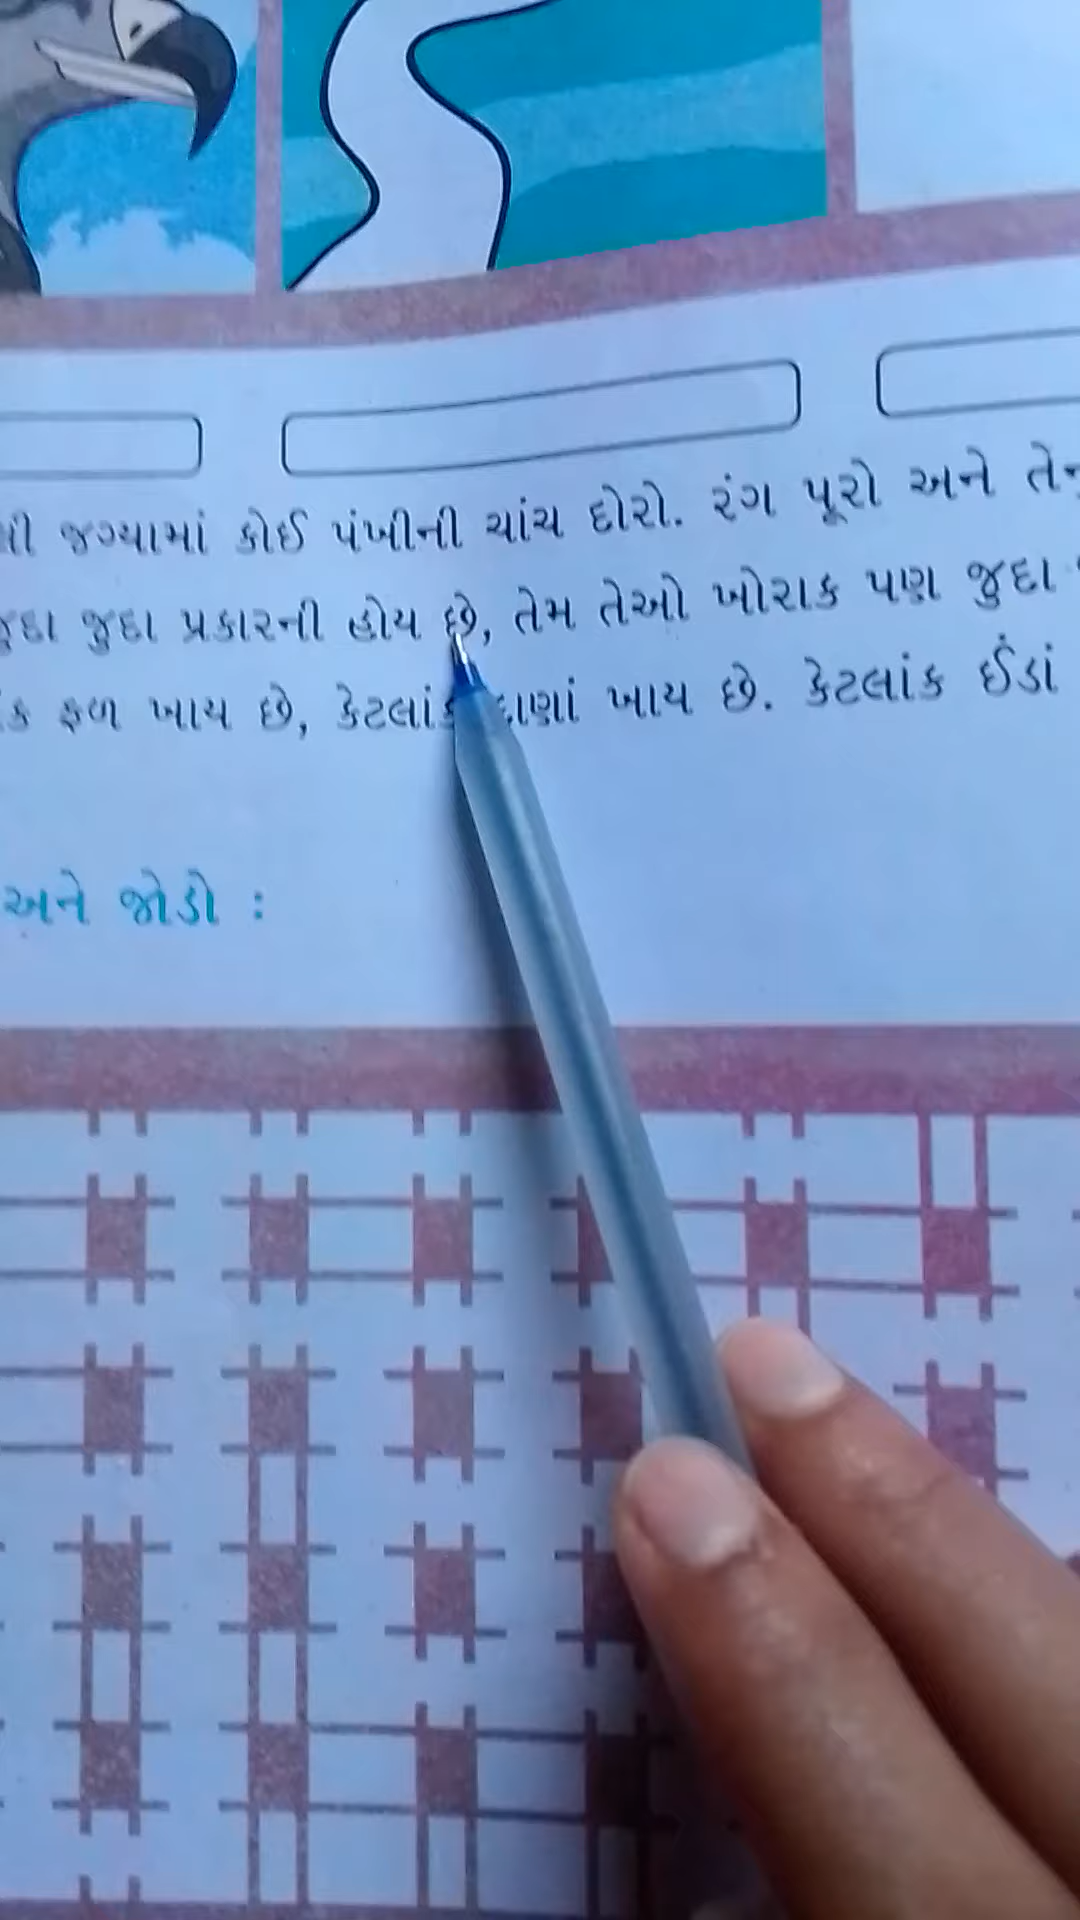 જગ્યામાં કોઈ પંખીની ચાંચ દોરો. રંગ પૂરો અને
જુદા જુદા પ્રકારની હોય છે, તેમ તેઓ ખોરાક પણ જુદા
ફળ ખાય છે, કેટલાંક દાણાં ખાય છે. કેટલાંક ઈંડાં
અને જોડો :